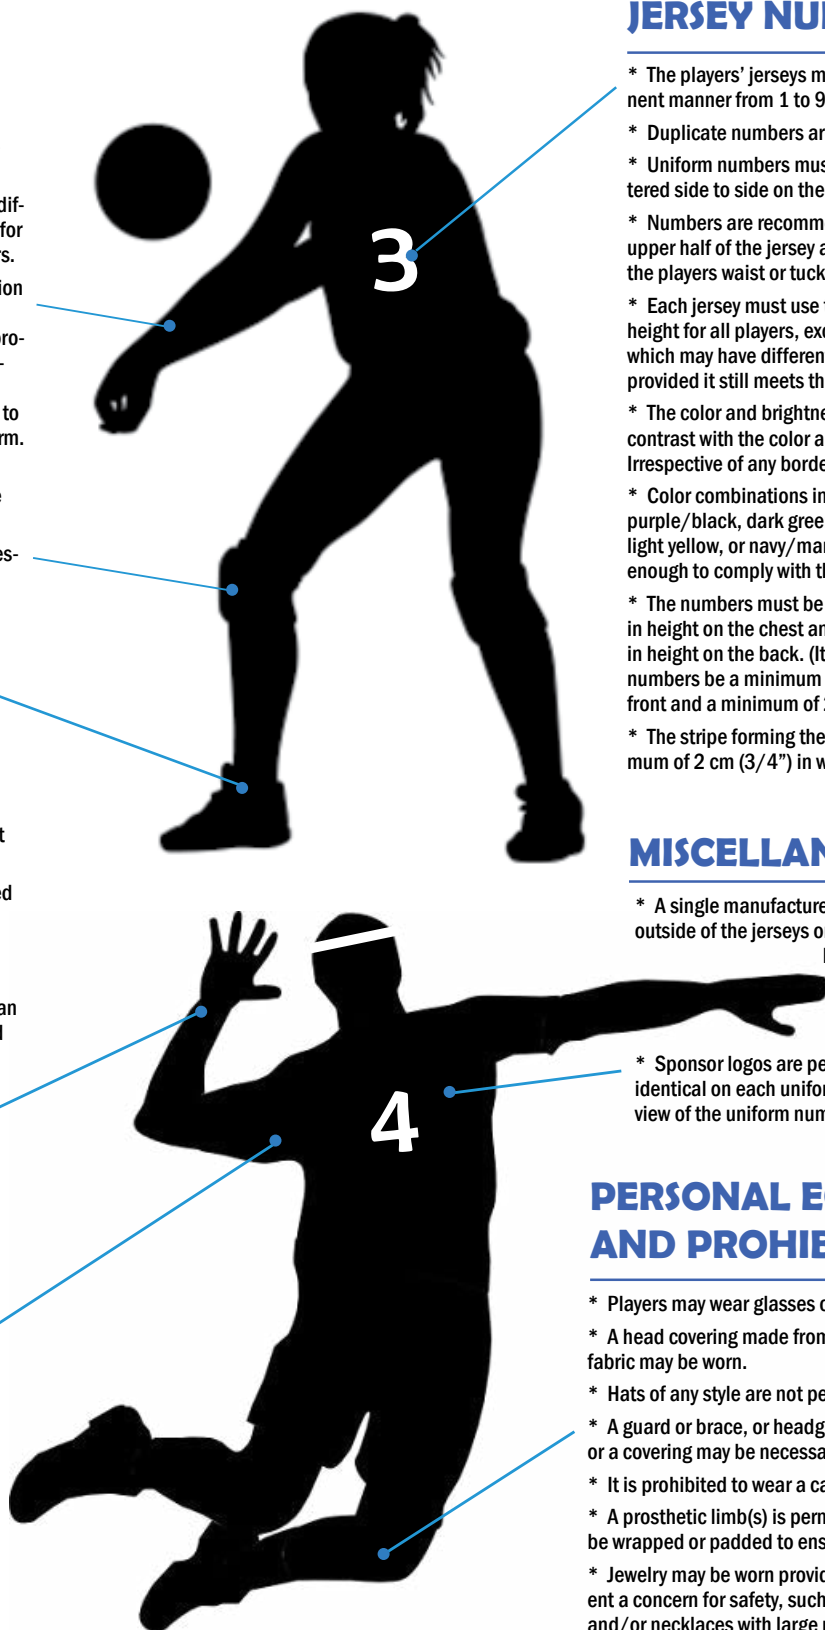 dif-
for
rs.
ion
pro-
-
to
rm.
e
es-
t
ed
an
d
3
4
JERSEY NU
* The players’ jerseys m
nent manner from 1 to 9
* Duplicate numbers ar
* Uniform numbers mus
tered side to side on the
* Numbers are recomm
upper half of the jersey a
the players waist or tuck
* Each jersey must use
height for all players, exc
which may have differen
provided it still meets th
* The color and brightne
contrast with the color a
Irrespective of any borde
* Color combinations in
purple/black, dark gree
light yellow, or navy/mar
enough to comply with th
* The numbers must be
in height on the chest an
in height on the back. (It
numbers be a minimum
front and a minimum of
* The stripe forming the
mum of 2 cm (3/4”) in w
MISCELLAN
* A single manufacture
outside of the jerseys o
* Sponsor logos are pe
identical on each unifor
view of the uniform num
PERSONAL E
AND PROHIB
* Players may wear glasses o
* A head covering made from
fabric may be worn.
* Hats of any style are not pe
* A guard or brace, or headg
or a covering may be necessa
* It is prohibited to wear a ca
* A prosthetic limb(s) is perm
be wrapped or padded to ens
* Jewelry may be worn provid
ent a concern for safety, such
and/or necklaces with large